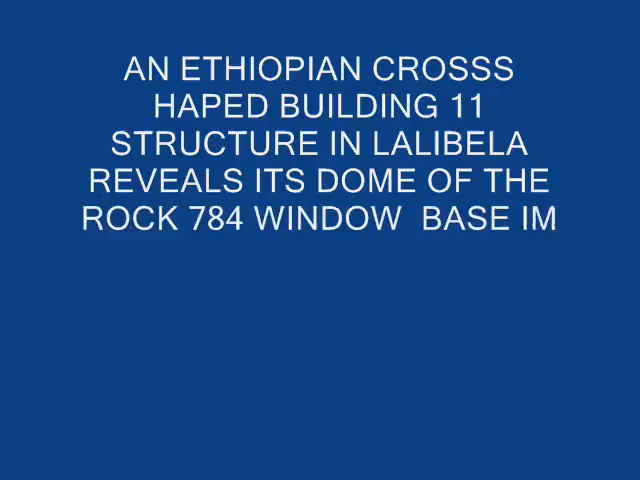 AN ETHIOPIAN CROSSS
HAPED BUILDING 11
STRUCTURE IN LALIBELA
REVEALS ITS DOME OF THE
ROCK 784 WINDOW  BASE IM